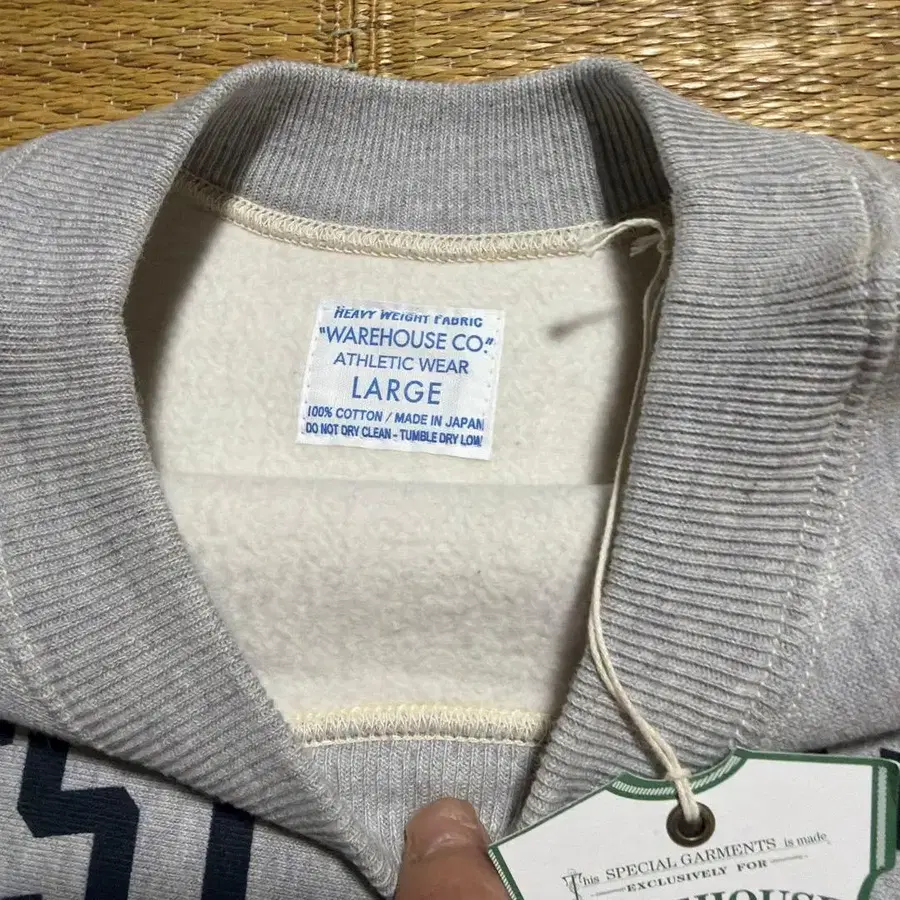 HEAVY WEIGHT FABRIC
"WAREHOUSE CO."
ATHLETIC WEAR
LARGE
100% COTTON / MADE IN JAPAN
DO NOT DRY CLEAN - TUMBLE DRY LOW
This SPECIAL GARMENTS is made
EXCLUSIVELY FOR